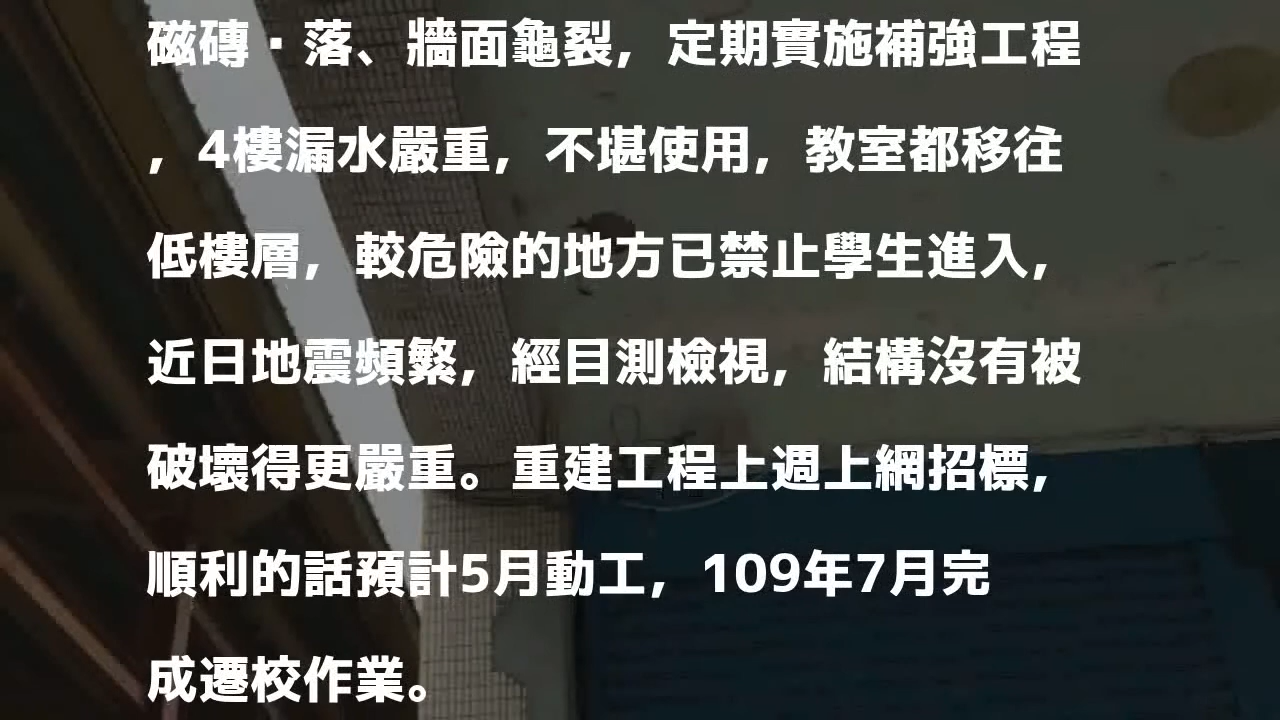 磁磚▪落、牆面龜裂，定期實施補強工程
，4樓漏水嚴重，不堪使用，教室都移往
低樓層，較危險的地方已禁止學生進入，
近日地震頻繁，經目測檢視，結構沒有被
破壞得更嚴重。重建工程上週上網招標，
順利的話預計5月動工，109年7月完
成遷校作業。